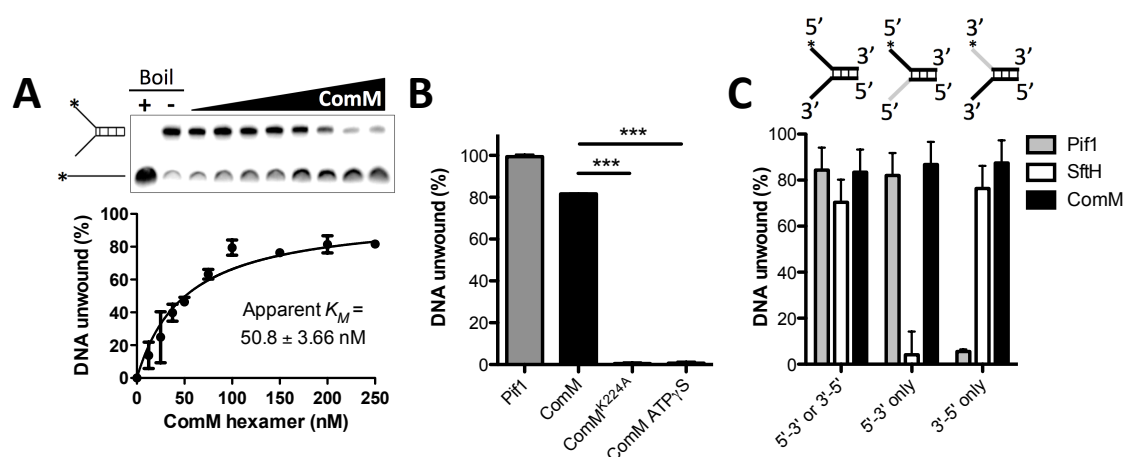 A
Boil
+ -
ComM
*
*
DNA unwound (%)
100
80
60
40
20
0
Apparent KM =
50.8 ± 3.66 nM
0 50 100 150 200 250
ComM hexamer (nM)
B
***
***
DNA unwound (%)
100
80
60
40
20
0
Pif1
ComM
ComMK224A
ComM ATPγS
C
5' 5' 3'
* * *
3' 3' 3'
5' 5' 5'
3' 5' 3'
DNA unwound (%)
100
80
60
40
20
0
5'-3' or 3'-5'
5'-3' only
3'-5' only
Pif1
SftH
ComM